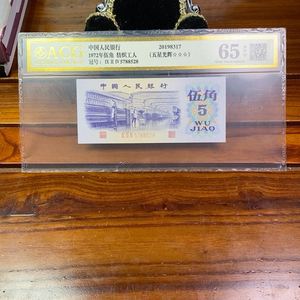 ACG
中国人民银行
1972年伍角 纺织工人
冠号: IX II IV 5788528
20198317
(五星光辉☆☆☆)
65
中国人民银行
伍角
5
WU
JIAO